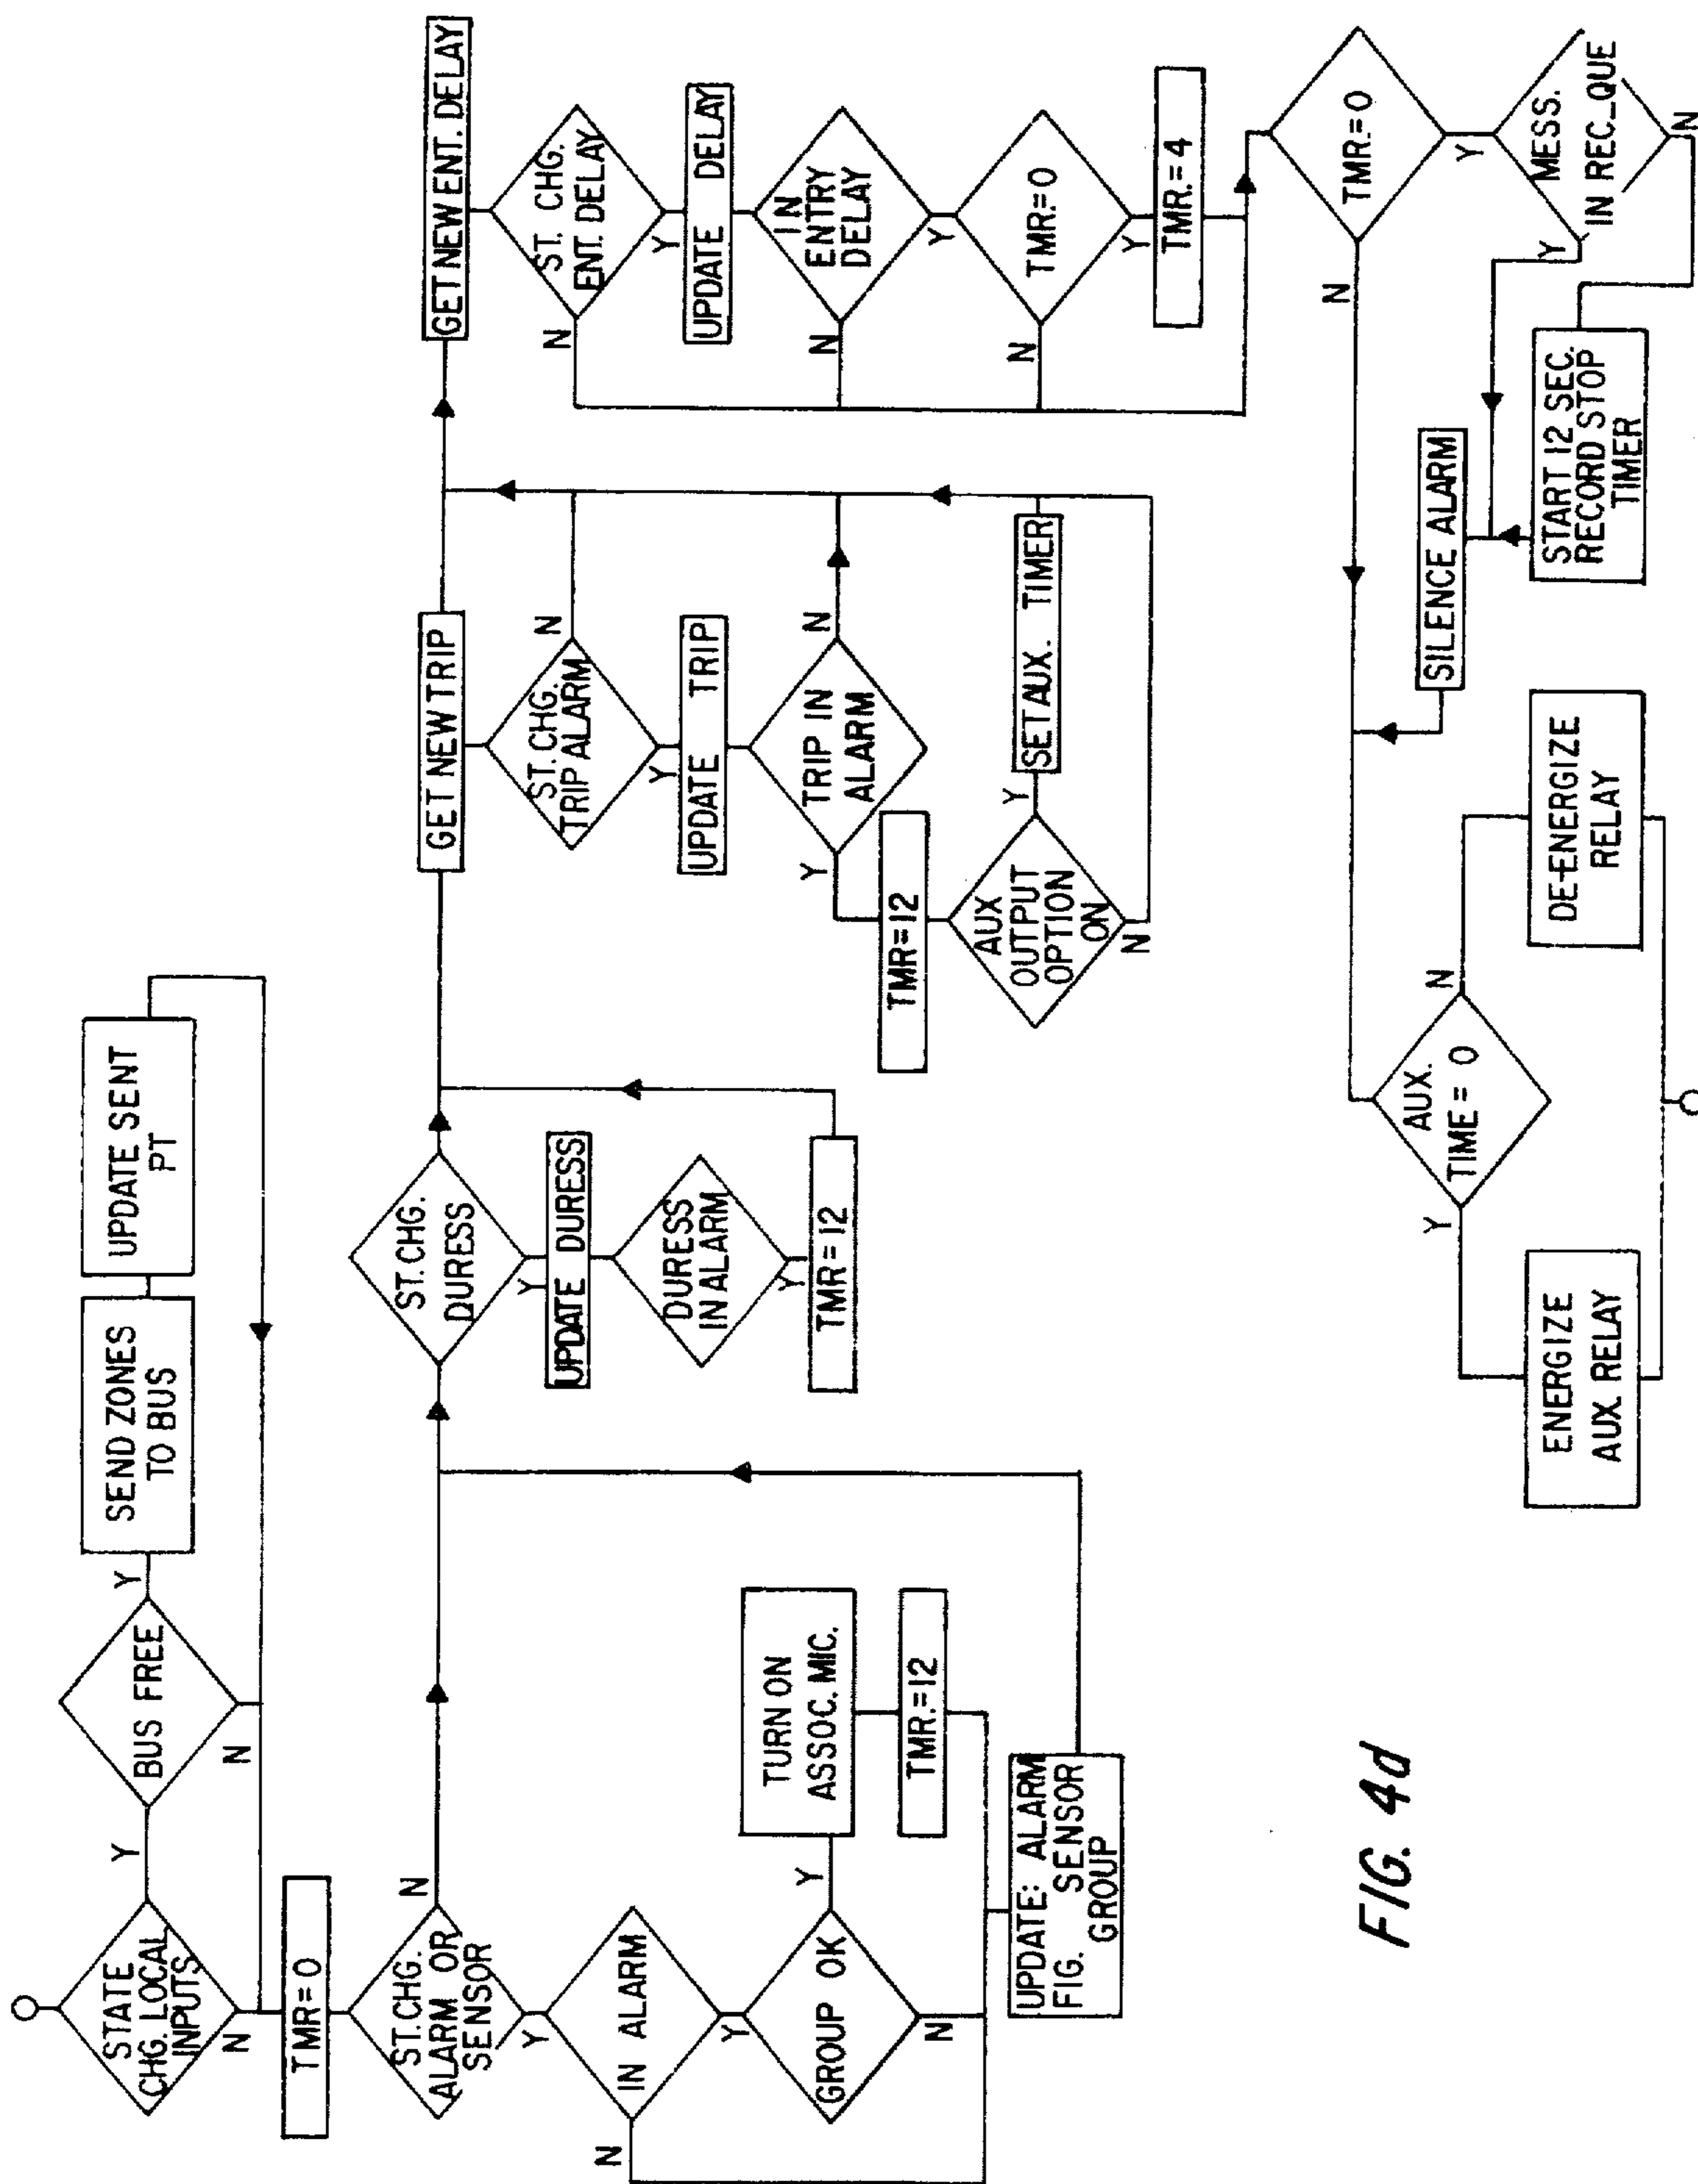 STATE
CHG. LOCAL
INPUTS
Y
N
BUS FREE
Y
N
SEND ZONES
TO BUS
UPDATE SENT
PT
TMR=0
ST.CHG.
ALARM OR
SENSOR
N
Y
IN ALARM
N
Y
GROUP OK
Y
N
TURN ON
ASSOC. MIC.
TMR.=12
UPDATE: ALARM
FIG. SENSOR
GROUP
ST.CHG.
DURESS
Y
UPDATE DURESS
DURESS
IN ALARM
Y
TMR=12
GET NEW TRIP
ST.CHG.
TRIP ALARM
N
Y
UPDATE TRIP
TRIP IN
ALARM
N
Y
TMR=12
AUX
OUTPUT
OPTION
ON
Y
N
SET AUX. TIMER
GET NEW ENT. DELAY
ST. CHG.
ENT. DELAY
N
Y
UPDATE DELAY
IN
ENTRY
DELAY
N
Y
TMR.=0
N
Y
TMR.=4
TMR.=0
N
Y
MESS.
IN REC_QUE
Y
N
START 12 SEC.
RECORD STOP
TIMER
SILENCE ALARM
AUX.
TIME = 0
Y
N
ENERGIZE
AUX. RELAY
DE-ENERGIZE
RELAY
FIG. 4d